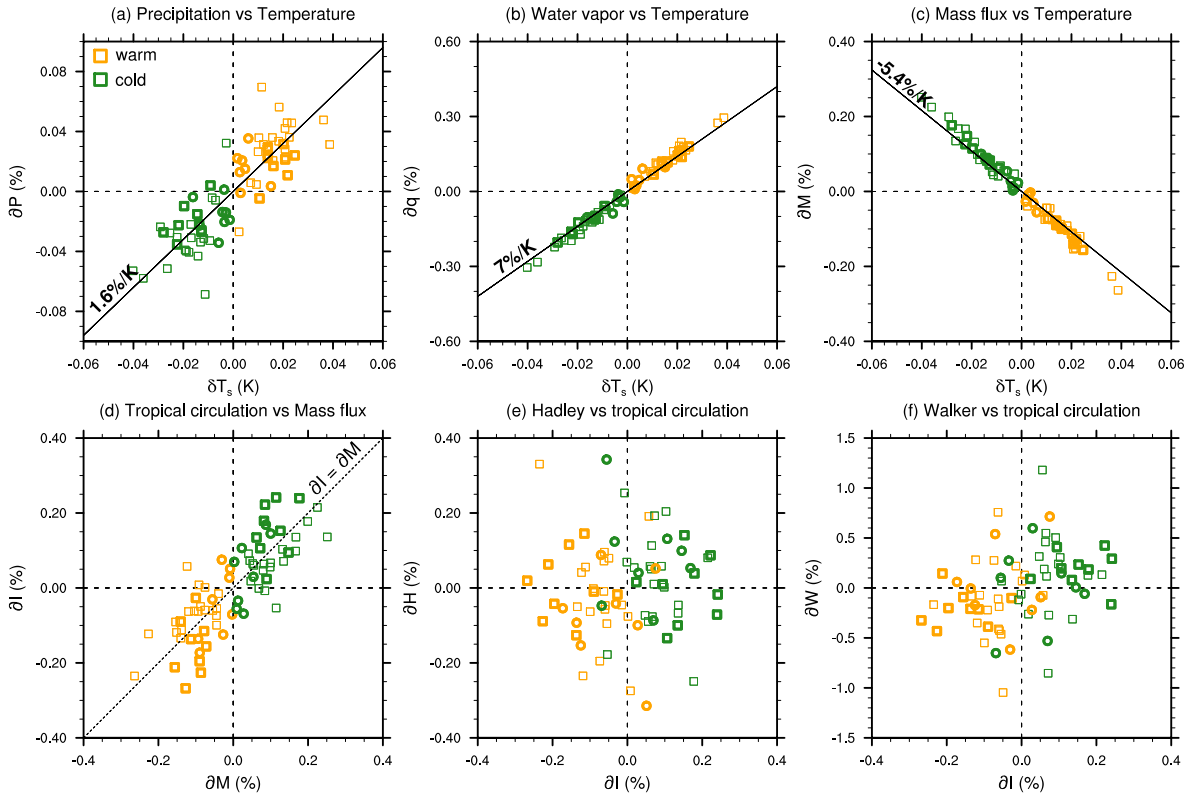 (a) Precipitation vs Temperature
warm
cold
1.6%/K
∂P (%)
0.08
0.04
0.00
-0.04
-0.08
-0.06 -0.04 -0.02 0.00 0.02 0.04 0.06
δTs (K)
(b) Water vapor vs Temperature
7%/K
∂q (%)
0.60
0.30
0.00
-0.30
-0.60
-0.06 -0.04 -0.02 0.00 0.02 0.04 0.06
δTs (K)
(c) Mass flux vs Temperature
-5.4%/K
∂M (%)
0.40
0.20
0.00
-0.20
-0.40
-0.06 -0.04 -0.02 0.00 0.02 0.04 0.06
δTs (K)
(d) Tropical circulation vs Mass flux
∂I = ∂M
∂I (%)
0.40
0.20
0.00
-0.20
-0.40
-0.4 -0.2 0.0 0.2 0.4
∂M (%)
(e) Hadley vs tropical circulation
∂H (%)
0.40
0.20
0.00
-0.20
-0.40
-0.4 -0.2 0.0 0.2 0.4
∂I (%)
(f) Walker vs tropical circulation
∂W (%)
1.5
1.0
0.5
0.0
-0.5
-1.0
-1.5
-0.4 -0.2 0.0 0.2 0.4
∂I (%)